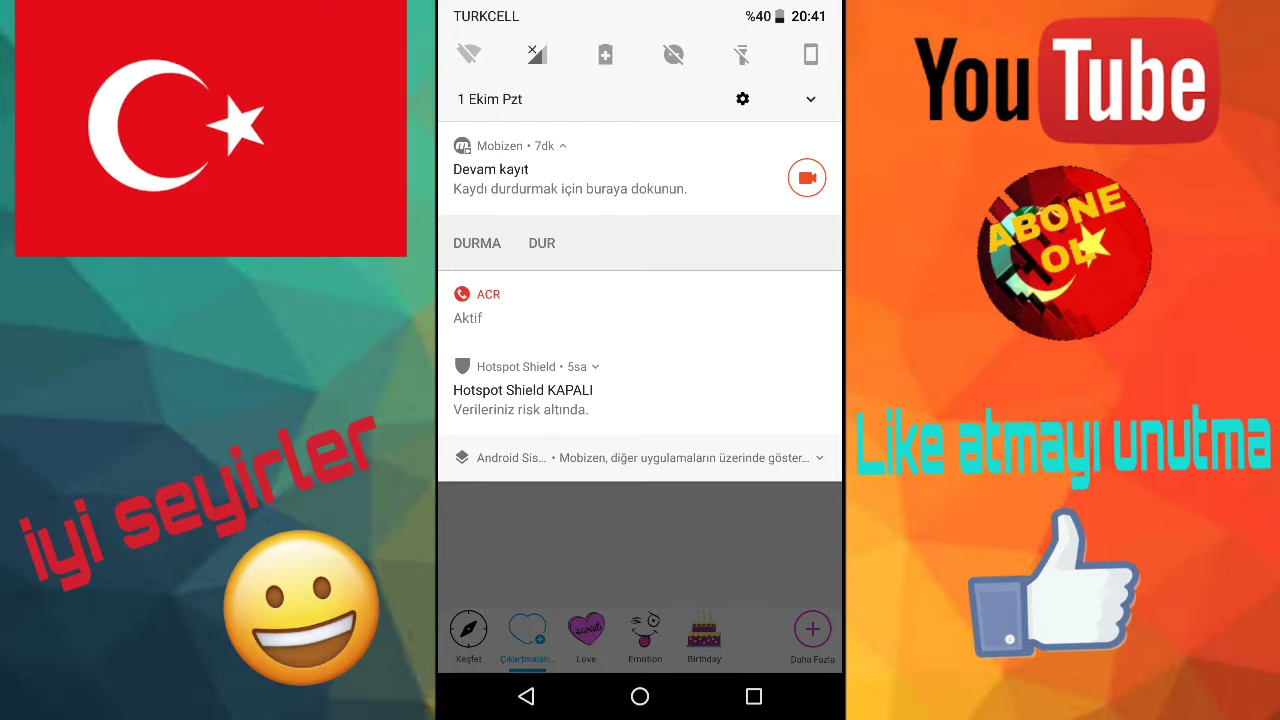 TURKCELL
%40 20:41
1 Ekim Pzt
Mobizen • 7dk
Devam kayıt
Kaydı durdurmak için buraya dokunun.
DURMA DUR
ACR
Aktif
Hotspot Shield • 5sa
Hotspot Shield KAPALI
Verileriniz risk altında.
Android Sis... • Mobizen, diğer uygulamaların üzerinde göster...
sweet
Keşfet Çıkartmaları... Love Emotion Birthday Daha Fazla
iyi seyirler
YouTube
ABONE
OL
Like atmayı unutma